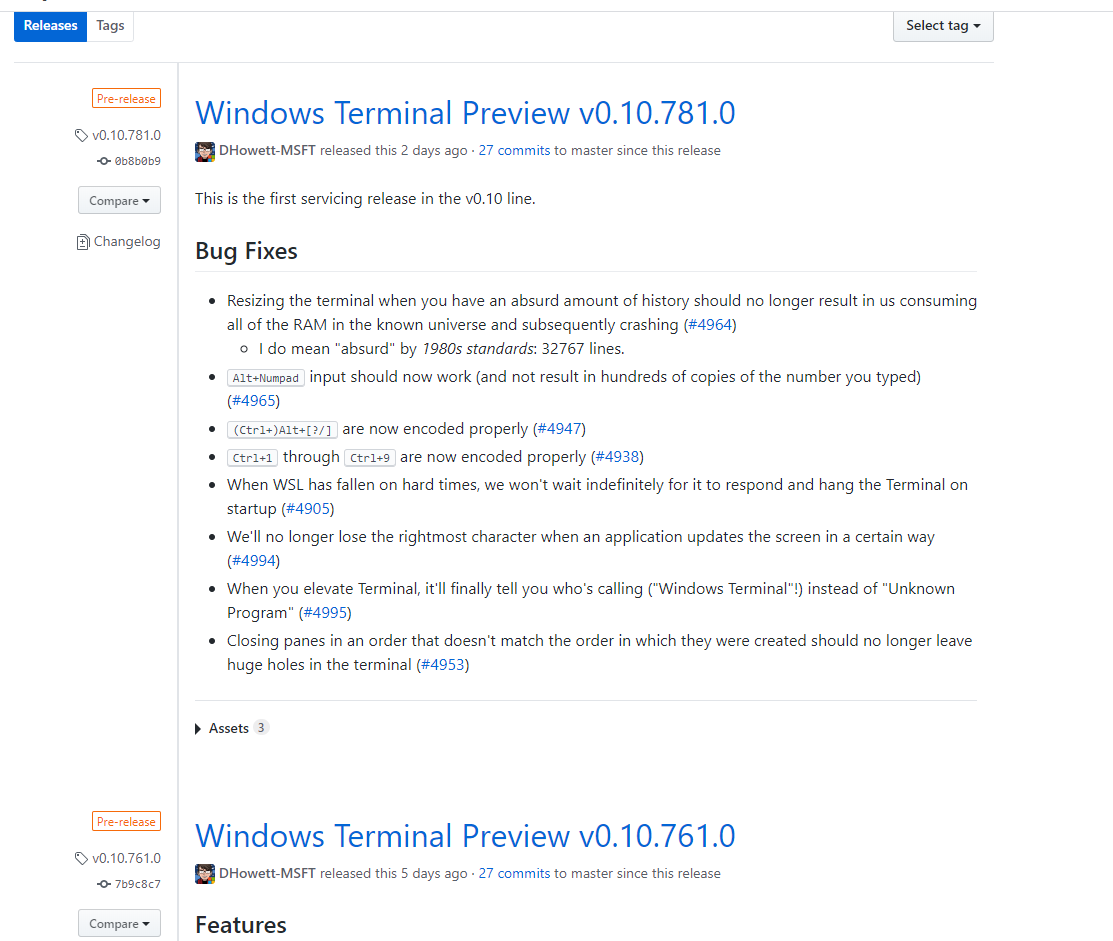 Releases Tags Select tag
Pre-release
Windows Terminal Preview v0.10.781.0
v0.10.781.0
DHowett-MSFT released this 2 days ago · 27 commits to master since this release
0b8b0b9
Compare
This is the first servicing release in the v0.10 line.
Changelog
Bug Fixes
Resizing the terminal when you have an absurd amount of history should no longer result in us consuming
all of the RAM in the known universe and subsequently crashing (#4964)
I do mean "absurd" by 1980s standards: 32767 lines.
Alt+Numpad input should now work (and not result in hundreds of copies of the number you typed)
(#4965)
(Ctrl+)Alt+[?/] are now encoded properly (#4947)
Ctrl+1 through Ctrl+9 are now encoded properly (#4938)
When WSL has fallen on hard times, we won't wait indefinitely for it to respond and hang the Terminal on
startup (#4905)
We'll no longer lose the rightmost character when an application updates the screen in a certain way
(#4994)
When you elevate Terminal, it'll finally tell you who's calling ("Windows Terminal"!) instead of "Unknown
Program" (#4995)
Closing panes in an order that doesn't match the order in which they were created should no longer leave
huge holes in the terminal (#4953)
Assets 3
Pre-release
Windows Terminal Preview v0.10.761.0
v0.10.761.0
DHowett-MSFT released this 5 days ago · 27 commits to master since this release
7b9c8c7
Compare
Features